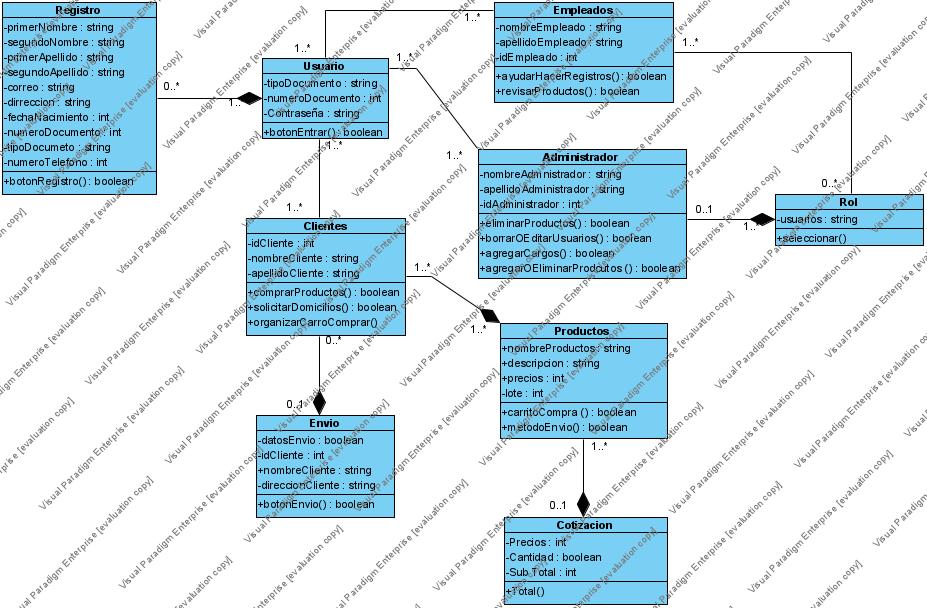 Registro
-primerNombre : string
-segundoNombre : string
-primerApellido : string
-segundoApellido : string
-correo : string
-dirreccion : string
-fechaNacimiento : int
-numeroDocumento : int
-tipoDocumeto : string
-numeroTelefono : int
+botonRegistro() : boolean
0..*
1..*
Usuario
-tipoDocumento : string
-numeroDocumento : int
-Contraseña : string
+botonEntrar() : boolean
1..*
1..*
1..*
1..*
Empleados
-nombreEmpleado : string
-apellidoEmpleado : string
-idEmpleado : int
+ayudarHacerRegistros() : boolean
+revisarProductos() : boolean
1..*
0..*
1..*
Administrador
-nombreAdministrador : string
-apellidoAdministrador : string
-idAdministrador : int
+eliminarProductos() : boolean
+borrarOEditarUsuarios() : boolean
+agregarCargos() : boolean
+agregarOEliminarProdcutos () : boolean
0..1
1..*
Rol
-usuarios : string
+seleccionar()
1..*
Clientes
-idCliente : int
-nombreCliente : string
-apellidoCliente : string
+comprarProductos() : boolean
+solicitarDomicilios() : boolean
+organizarCarroComprar()
1..*
1..*
0..*
0..1
Productos
+nombreProductos : string
+descripcion : string
+precios : int
-lote : int
+carritoCompra () : boolean
+metodoEnvio() : boolean
1..*
0..1
Envio
-datosEnvio : boolean
-idCliente : int
+nombreCliente : string
-direccionCliente : string
+botonEnvio() : boolean
Cotizacion
-Precios : int
-Cantidad : boolean
-Sub Total : int
+Total()
Visual Paradigm Enterprise [evaluation copy]